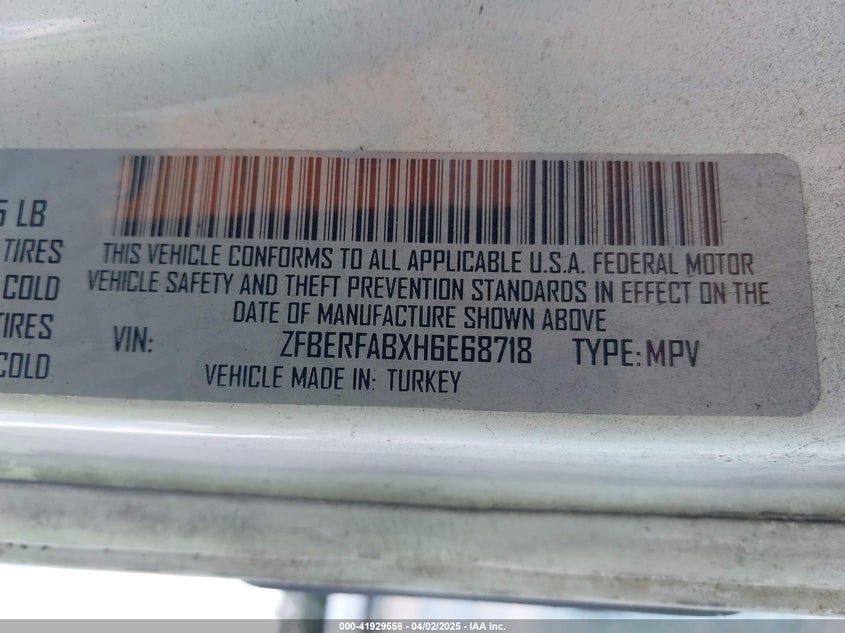 5 LB
TIRES
COLD
TIRES
COLD
THIS VEHICLE CONFORMS TO ALL APPLICABLE U.S.A. FEDERAL MOTOR
VEHICLE SAFETY AND THEFT PREVENTION STANDARDS IN EFFECT ON THE
DATE OF MANUFACTURE SHOWN ABOVE
VIN: ZFBERFABXH6E68718 TYPE: MPV
VEHICLE MADE IN: TURKEY
000-41929558 - 04/02/2025 - IAA Inc.